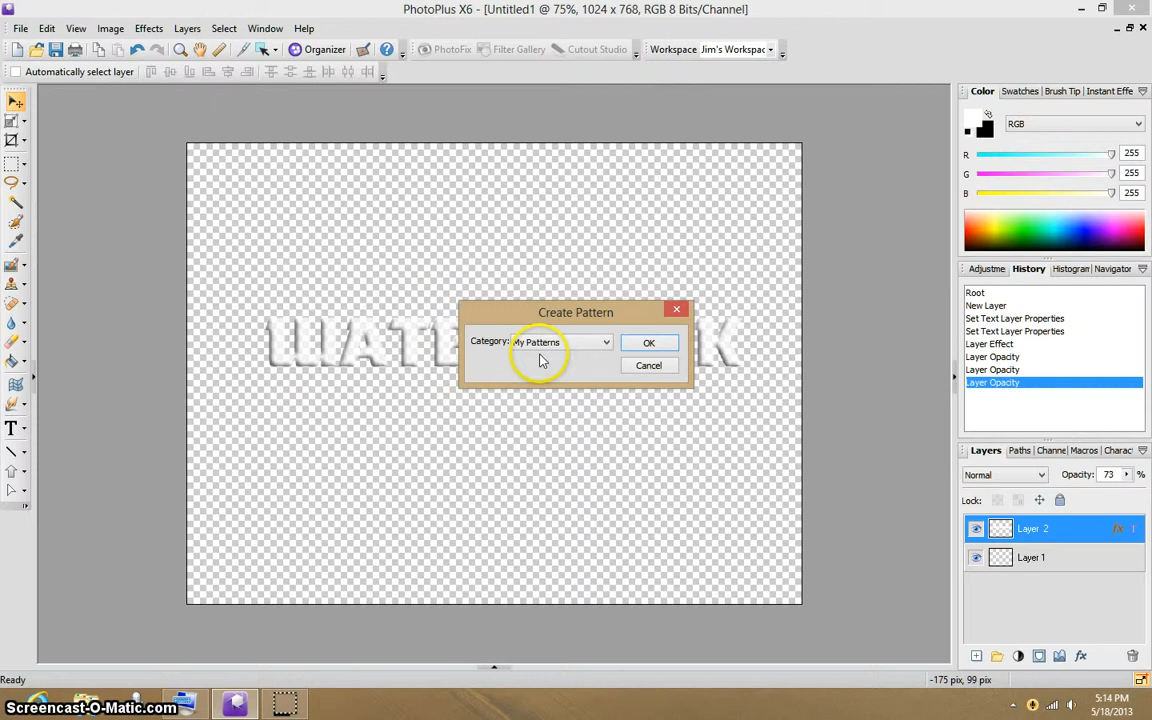 PhotoPlus X6 - [Untitled1 @ 75%, 1024 x 768, RGB 8 Bits/Channel]
File Edit View Image Effects Layers Select Window Help
Organizer PhotoFix Filter Gallery Cutout Studio Workspace Jim's Workspac
Automatically select layer
Color Swatches Brush Tip Instant Effe
RGB
R 255
G 255
B 255
Adjustme History Histogram Navigator
Root
New Layer
Set Text Layer Properties
Set Text Layer Properties
Layer Effect
Layer Opacity
Layer Opacity
Layer Opacity
Create Pattern
Category: My Patterns OK
Cancel
WAT K
Layers Paths Channe Macros Charac
Normal Opacity: 73 %
Lock:
Layer 2 fx
Layer 1
fx
T
Ready -175 pix, 99 pix
Screencast-O-Matic.com
5:14 PM
5/18/2013